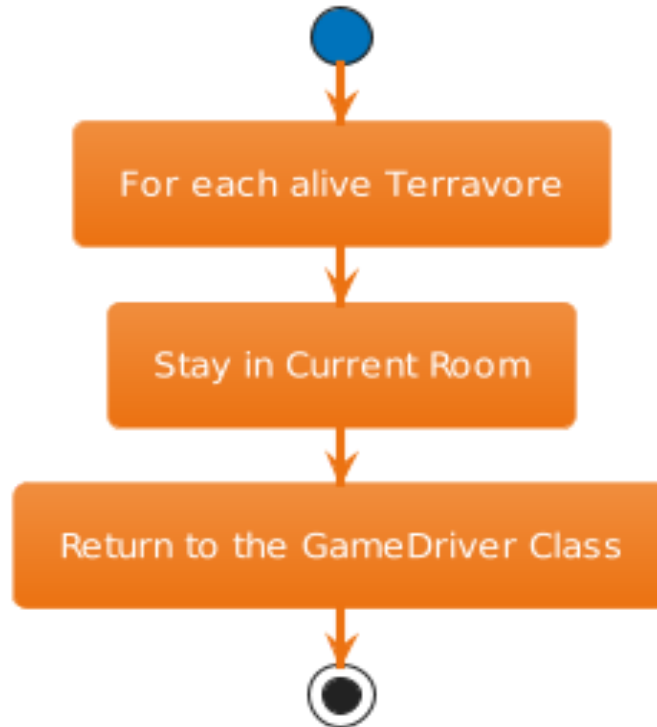 For each alive Terravore
Stay in Current Room
Return to the GameDriver Class